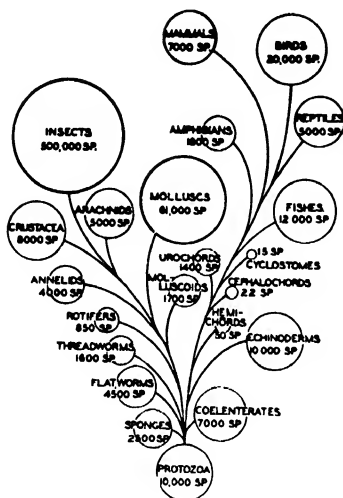 MAMMALS
7000 SP.
BIRDS
20,000 SP.
REPTILES
5000 SP.
AMPHIBIANS
1800 SP.
INSECTS
500,000 SP.
ARACHNIDS
5000 SP.
MOLLUSCS
61,000 SP.
FISHES
12 000 SP.
CRUSTACEA
8000 SP.
UROCHORDS
1400 SP.
15 SP
CYCLOSTOMES
ANNELIDS
4000 SP.
MOL-
LUSCOIDS
1700 SP.
CEPHALOCHORDS
22 SP
ROTIFERS
850 SP.
HEMI-
CHORDS
30 SP
ECHINODERMS
10 000 SP.
THREADWORMS
1600 SP
FLATWORMS
4500 SP
SPONGES
2500 SP
COELENTERATES
7000 SP
PROTOZOA
10,000 SP.